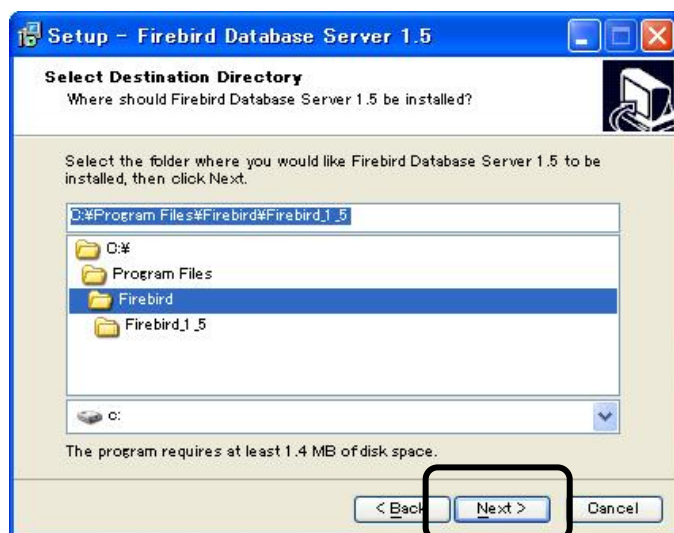 Setup - Firebird Database Server 1.5
Select Destination Directory
Where should Firebird Database Server 1.5 be installed?
Select the folder where you would like Firebird Database Server 1.5 to be
installed, then click Next.
C:¥Program Files¥Firebird¥Firebird_1_5
C:¥
Program Files
Firebird
Firebird_1_5
c:
The program requires at least 1.4 MB of disk space.
< Back Next > Cancel